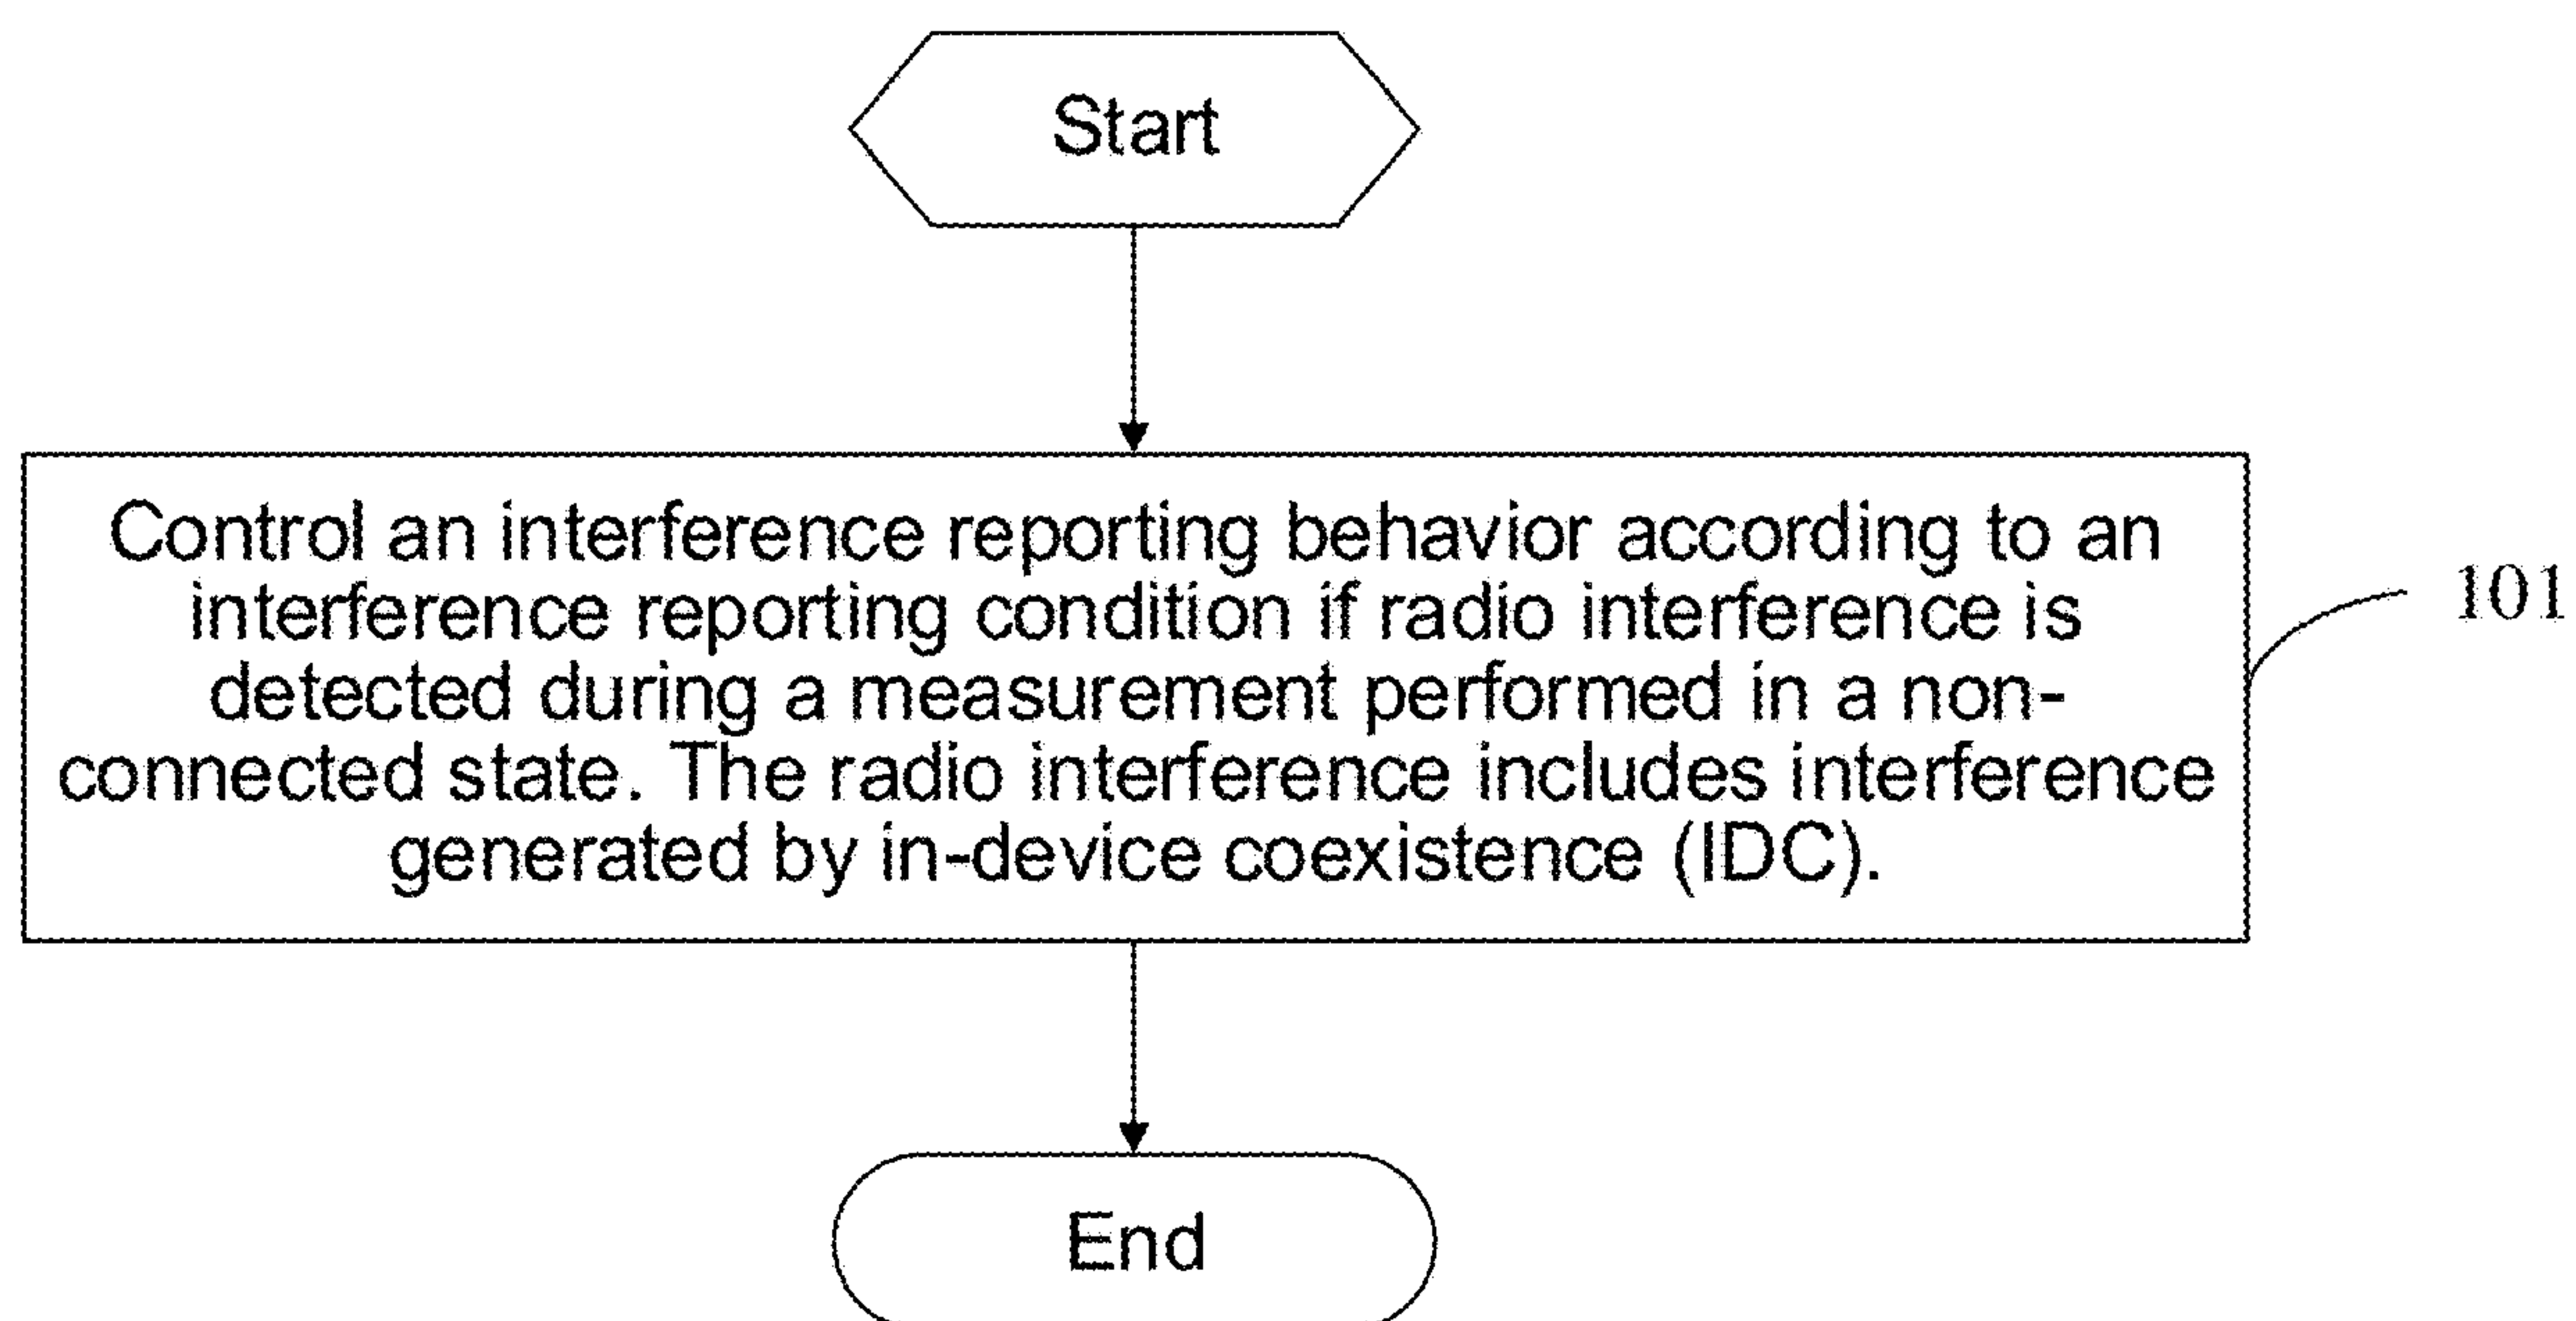 Start
Control an interference reporting behavior according to an
interference reporting condition if radio interference is
detected during a measurement performed in a non-
connected state. The radio interference includes interference
generated by in-device coexistence (IDC).
101
End